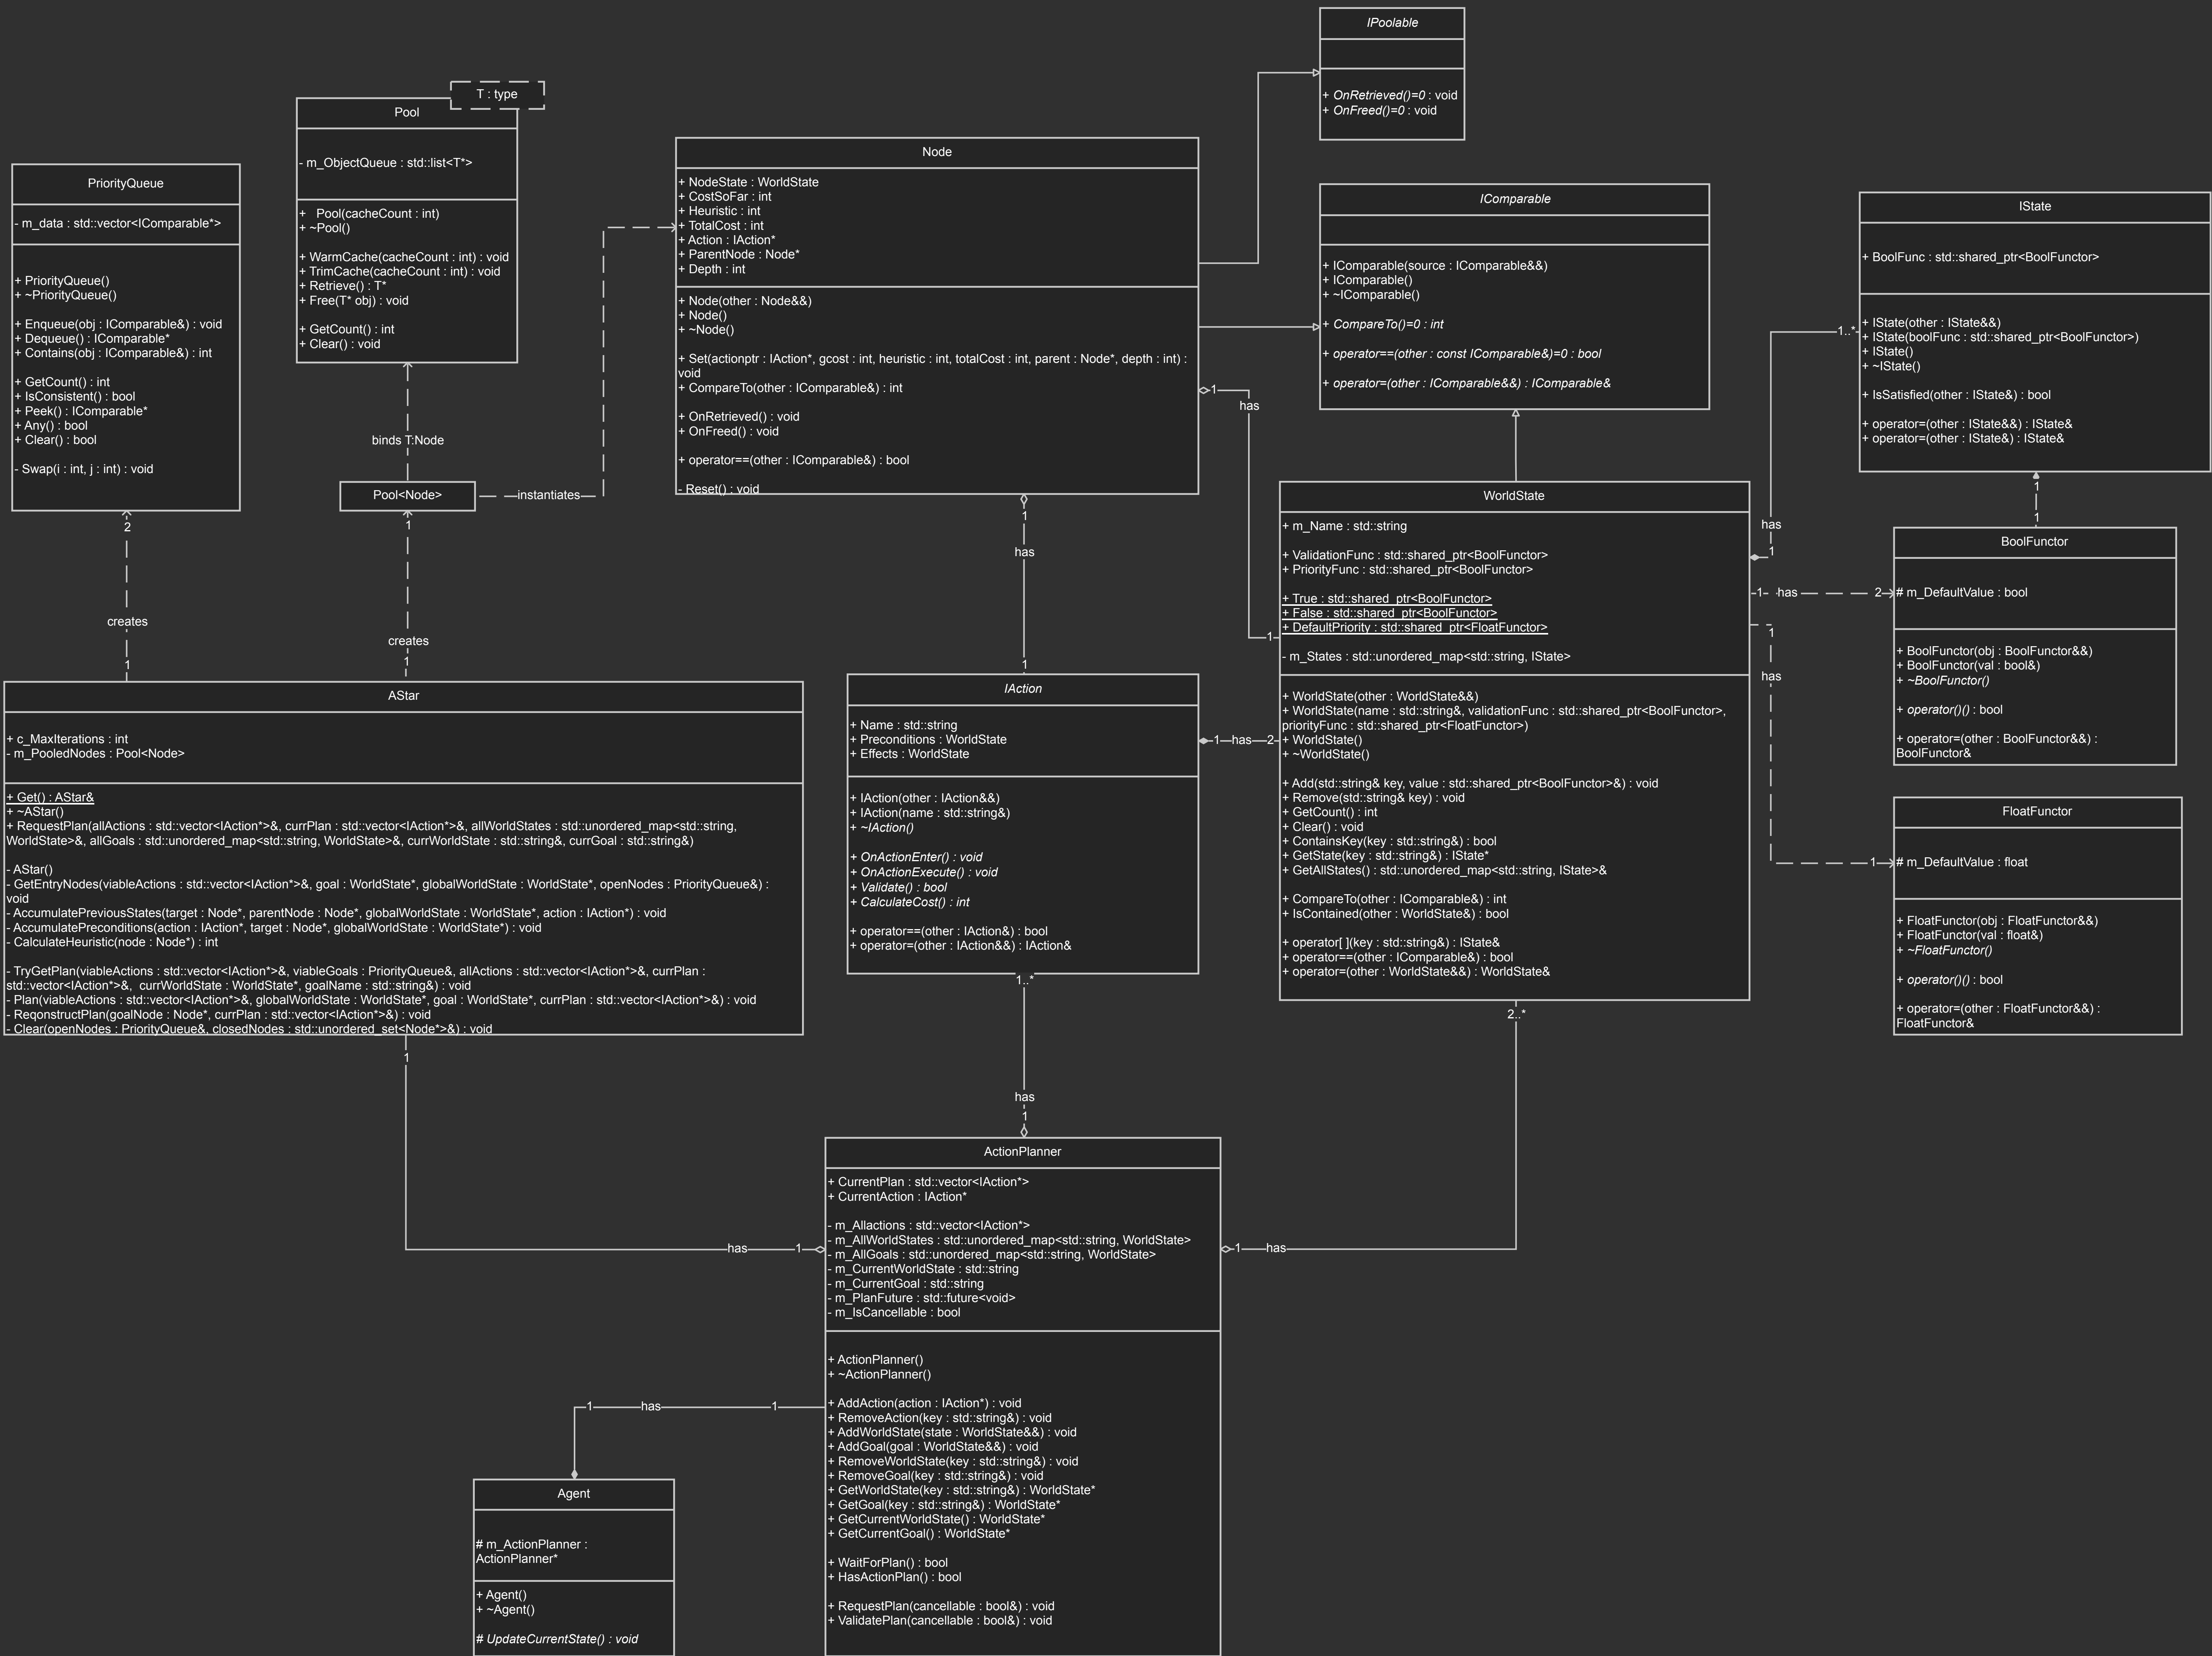 IPoolable
+ OnRetrieved()=0 : void
+ OnFreed()=0 : void
T : type
Pool
- m_ObjectQueue : std::list<T*>
+   Pool(cacheCount : int)
+ ~Pool()
+ WarmCache(cacheCount : int) : void
+ TrimCache(cacheCount : int) : void
+ Retrieve() : T*
+ Free(T* obj) : void
+ GetCount() : int
+ Clear() : void
PriorityQueue
- m_data : std::vector<IComparable*>
+ PriorityQueue()
+ ~PriorityQueue()
+ Enqueue(obj : IComparable&) : void
+ Dequeue() : IComparable*
+ Contains(obj : IComparable&) : int
+ GetCount() : int
+ IsConsistent() : bool
+ Peek() : IComparable*
+ Any() : bool
+ Clear() : bool
- Swap(i : int, j : int) : void
Node
+ NodeState : WorldState
+ CostSoFar : int
+ Heuristic : int
+ TotalCost : int
+ Action : IAction*
+ ParentNode : Node*
+ Depth : int
+ Node(other : Node&&)
+ Node()
+ ~Node()
+ Set(actionptr : IAction*, gcost : int, heuristic : int, totalCost : int, parent : Node*, depth : int) :
void
+ CompareTo(other : IComparable&) : int
+ OnRetrieved() : void
+ OnFreed() : void
+ operator==(other : IComparable&) : bool
- Reset() : void
IComparable
+ IComparable(source : IComparable&&)
+ IComparable()
+ ~IComparable()
+ CompareTo()=0 : int
+ operator==(other : const IComparable&)=0 : bool
+ operator=(other : IComparable&&) : IComparable&
IState
+ BoolFunc : std::shared_ptr<BoolFunctor>
+ IState(other : IState&&)
+ IState(boolFunc : std::shared_ptr<BoolFunctor>)
+ IState()
+ ~IState()
+ IsSatisfied(other : IState&) : bool
+ operator=(other : IState&&) : IState&
+ operator=(other : IState&) : IState&
binds T:Node
Pool<Node>
instantiates
1
has
1
1..*
has
1
1
1
2
creates
1
1
creates
1
1
has
1
WorldState
+ m_Name : std::string
+ ValidationFunc : std::shared_ptr<BoolFunctor>
+ PriorityFunc : std::shared_ptr<BoolFunctor>
+ True : std::shared_ptr<BoolFunctor>
+ False : std::shared_ptr<BoolFunctor>
+ DefaultPriority : std::shared_ptr<FloatFunctor>
- m_States : std::unordered_map<std::string, IState>
+ WorldState(other : WorldState&&)
+ WorldState(name : std::string&, validationFunc : std::shared_ptr<BoolFunctor>,
priorityFunc : std::shared_ptr<FloatFunctor>)
+ WorldState()
+ ~WorldState()
+ Add(std::string& key, value : std::shared_ptr<BoolFunctor>&) : void
+ Remove(std::string& key) : void
+ GetCount() : int
+ Clear() : void
+ ContainsKey(key : std::string&) : bool
+ GetState(key : std::string&) : IState*
+ GetAllStates() : std::unordered_map<std::string, IState>&
+ CompareTo(other : IComparable&) : int
+ IsContained(other : WorldState&) : bool
+ operator[ ](key : std::string&) : IState&
+ operator==(other : IComparable&) : bool
+ operator=(other : WorldState&&) : WorldState&
1 has 2
1
has
1
BoolFunctor
# m_DefaultValue : bool
+ BoolFunctor(obj : BoolFunctor&&)
+ BoolFunctor(val : bool&)
+ ~BoolFunctor()
+ operator()() : bool
+ operator=(other : BoolFunctor&&) :
BoolFunctor&
FloatFunctor
# m_DefaultValue : float
+ FloatFunctor(obj : FloatFunctor&&)
+ FloatFunctor(val : float&)
+ ~FloatFunctor()
+ operator()() : bool
+ operator=(other : FloatFunctor&&) :
FloatFunctor&
AStar
+ c_MaxIterations : int
- m_PooledNodes : Pool<Node>
+ Get() : AStar&
+ ~AStar()
+ RequestPlan(allActions : std::vector<IAction*>&, currPlan : std::vector<IAction*>&, allWorldStates : std::unordered_map<std::string,
WorldState>&, allGoals : std::unordered_map<std::string, WorldState>&, currWorldState : std::string&, currGoal : std::string&)
- AStar()
- GetEntryNodes(viableActions : std::vector<IAction*>&, goal : WorldState*, globalWorldState : WorldState*, openNodes : PriorityQueue&) :
void
- AccumulatePreviousStates(target : Node*, parentNode : Node*, globalWorldState : WorldState*, action : IAction*) : void
- AccumulatePreconditions(action : IAction*, target : Node*, globalWorldState : WorldState*) : void
- CalculateHeuristic(node : Node*) : int
- TryGetPlan(viableActions : std::vector<IAction*>&, viableGoals : PriorityQueue&, allActions : std::vector<IAction*>&, currPlan :
std::vector<IAction*>&,  currWorldState : WorldState*, goalName : std::string&) : void
- Plan(viableActions : std::vector<IAction*>&, globalWorldState : WorldState*, goal : WorldState*, currPlan : std::vector<IAction*>&) : void
- ReqonstructPlan(goalNode : Node*, currPlan : std::vector<IAction*>&) : void
- Clear(openNodes : PriorityQueue&, closedNodes : std::unordered_set<Node*>&) : void
IAction
+ Name : std::string
+ Preconditions : WorldState
+ Effects : WorldState
+ IAction(other : IAction&&)
+ IAction(name : std::string&)
+ ~IAction()
+ OnActionEnter() : void
+ OnActionExecute() : void
+ Validate() : bool
+ CalculateCost() : int
+ operator==(other : IAction&) : bool
+ operator=(other : IAction&&) : IAction&
1 has 2
1..*
has
1
2..*
1
has 1
1 has
ActionPlanner
+ CurrentPlan : std::vector<IAction*>
+ CurrentAction : IAction*
- m_Allactions : std::vector<IAction*>
- m_AllWorldStates : std::unordered_map<std::string, WorldState>
- m_AllGoals : std::unordered_map<std::string, WorldState>
- m_CurrentWorldState : std::string
- m_CurrentGoal : std::string
- m_PlanFuture : std::future<void>
- m_IsCancellable : bool
+ ActionPlanner()
+ ~ActionPlanner()
+ AddAction(action : IAction*) : void
+ RemoveAction(key : std::string&) : void
+ AddWorldState(state : WorldState&&) : void
+ AddGoal(goal : WorldState&&) : void
+ RemoveWorldState(key : std::string&) : void
+ RemoveGoal(key : std::string&) : void
+ GetWorldState(key : std::string&) : WorldState*
+ GetGoal(key : std::string&) : WorldState*
+ GetCurrentWorldState() : WorldState*
+ GetCurrentGoal() : WorldState*
+ WaitForPlan() : bool
+ HasActionPlan() : bool
+ RequestPlan(cancellable : bool&) : void
+ ValidatePlan(cancellable : bool&) : void
1 has 1
Agent
# m_ActionPlanner :
ActionPlanner*
+ Agent()
+ ~Agent()
# UpdateCurrentState() : void